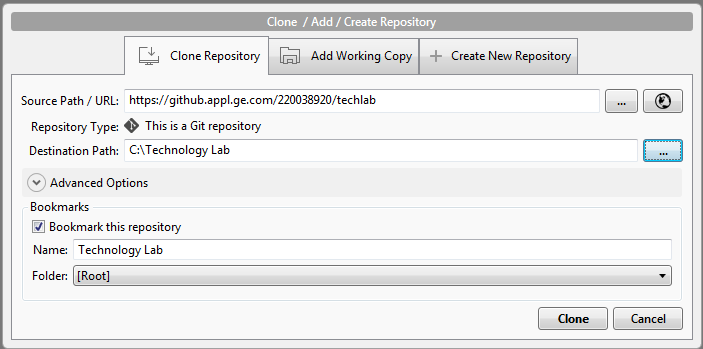 Clone / Add / Create Repository
Clone Repository
Add Working Copy
Create New Repository
Source Path / URL: https://github.appl.ge.com/220038920/techlab ...
Repository Type: This is a Git repository
Destination Path: C:\Technology Lab ...
Advanced Options
Bookmarks
Bookmark this repository
Name: Technology Lab
Folder: [Root]
Clone Cancel